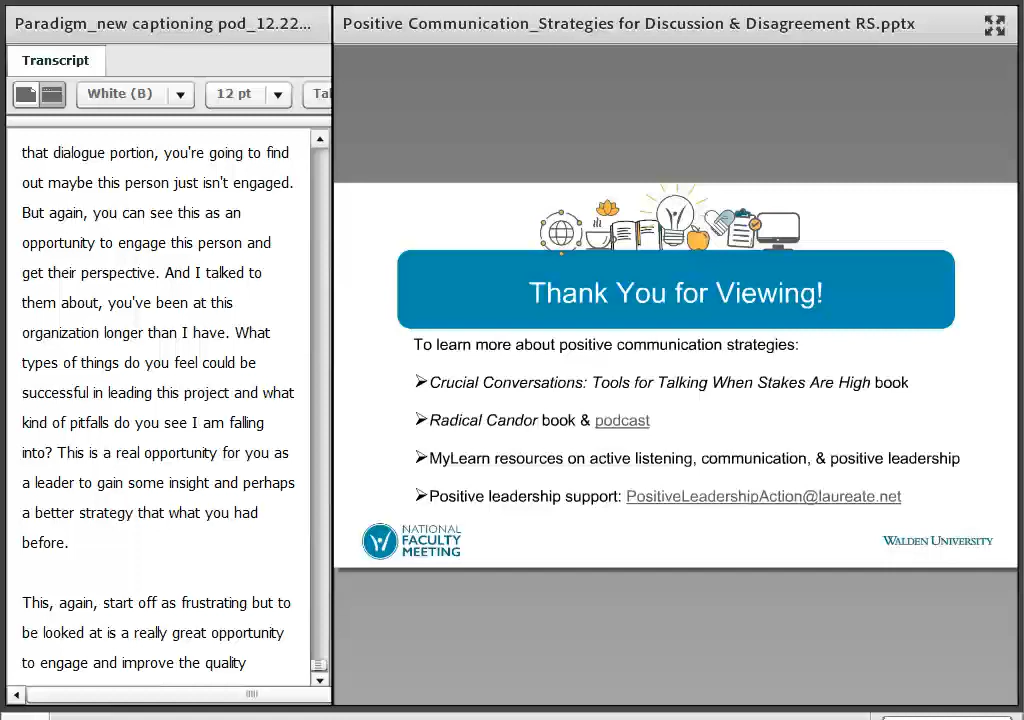 Paradigm_new captioning pod_12.22...
Transcript
White (B)
12 pt
Tal
that dialogue portion, you're going to find
out maybe this person just isn't engaged.
But again, you can see this as an
opportunity to engage this person and
get their perspective. And I talked to
them about, you've been at this
organization longer than I have. What
types of things do you feel could be
successful in leading this project and what
kind of pitfalls do you see I am falling
into? This is a real opportunity for you as
a leader to gain some insight and perhaps
a better strategy that what you had
before.
This, again, start off as frustrating but to
be looked at is a really great opportunity
to engage and improve the quality
Positive Communication_Strategies for Discussion & Disagreement RS.pptx
Thank You for Viewing!
To learn more about positive communication strategies:
➢Crucial Conversations: Tools for Talking When Stakes Are High book
➢Radical Candor book & podcast
➢MyLearn resources on active listening, communication, & positive leadership
➢Positive leadership support: PositiveLeadershipAction@laureate.net
NATIONAL
FACULTY
MEETING
WALDEN UNIVERSITY